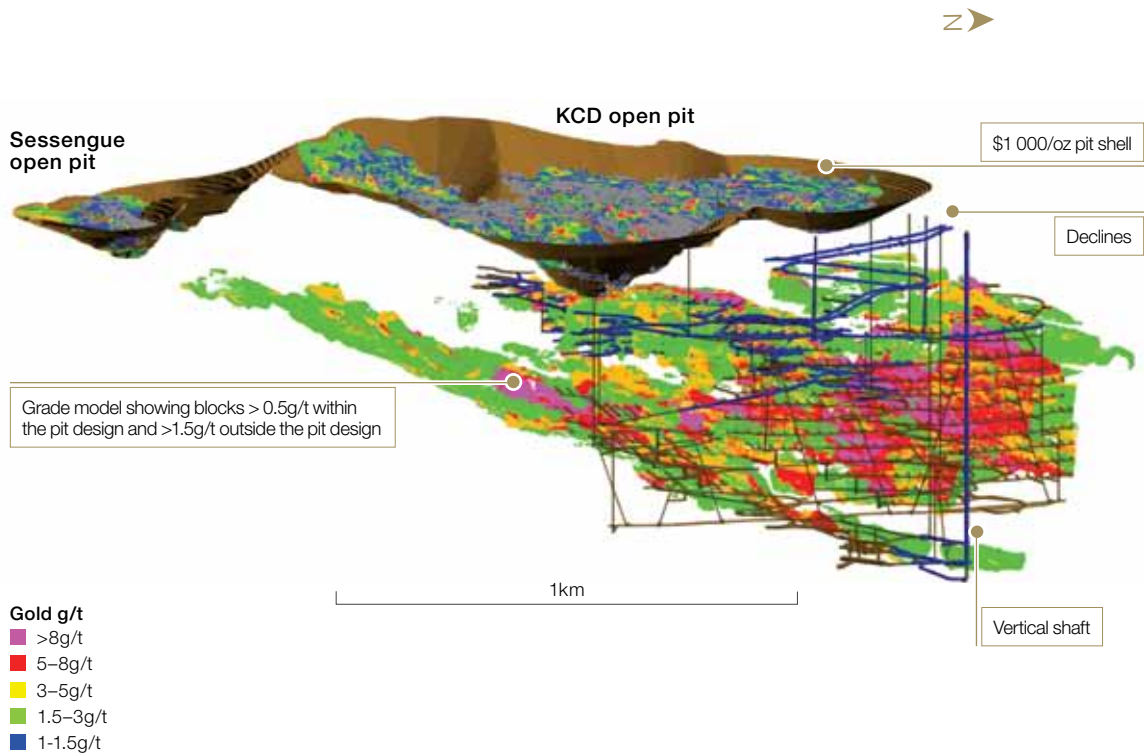 N
KCD open pit
Sessengue
open pit
$1 000/oz pit shell
Declines
Grade model showing blocks > 0.5g/t within
the pit design and >1.5g/t outside the pit design
1km
Vertical shaft
Gold g/t
>8g/t
5–8g/t
3–5g/t
1.5–3g/t
1-1.5g/t